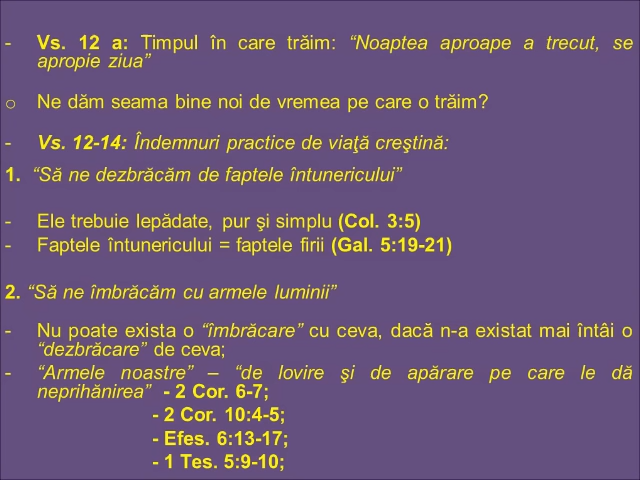 - Vs. 12 a: Timpul în care trăim: “Noaptea aproape a trecut, se
apropie ziua”
o Ne dăm seama bine noi de vremea pe care o trăim?
- Vs. 12-14: Îndemnuri practice de viaţă creştină:
1. “Să ne dezbrăcăm de faptele întunericului”
- Ele trebuie lepădate, pur şi simplu (Col. 3:5)
- Faptele întunericului = faptele firii (Gal. 5:19-21)
2. “Să ne îmbrăcăm cu armele luminii”
- Nu poate exista o “îmbrăcare” cu ceva, dacă n-a existat mai întâi o
“dezbrăcare” de ceva;
- “Armele noastre” – “de lovire şi de apărare pe care le dă
neprihănirea” - 2 Cor. 6-7;
- 2 Cor. 10:4-5;
- Efes. 6:13-17;
- 1 Tes. 5:9-10;